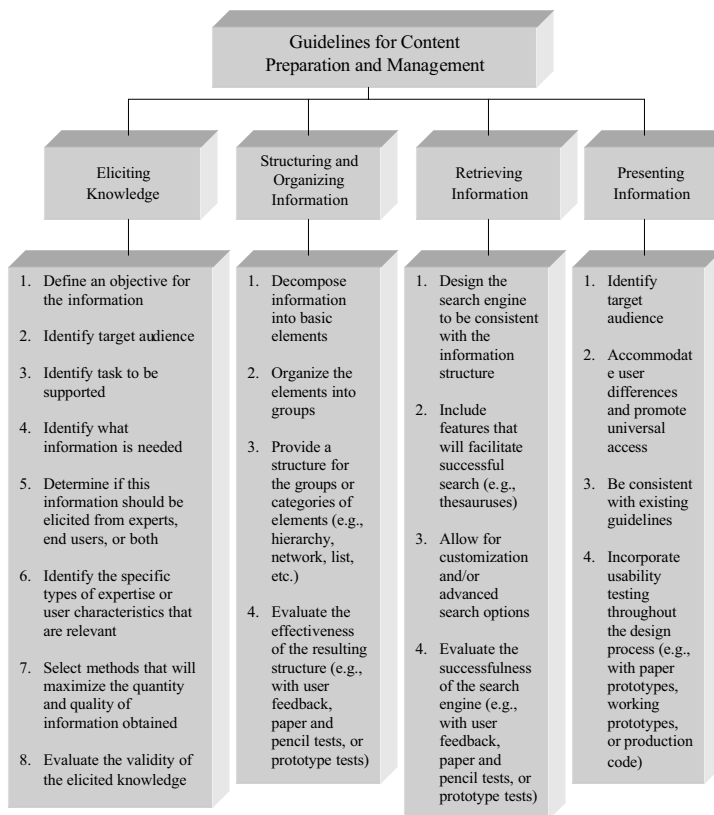 Guidelines for Content
Preparation and Management
Eliciting
Knowledge
Structuring and
Organizing
Information
Retrieving
Information
Presenting
Information
1. Define an objective for
the information
2. Identify target audience
3. Identify task to be
supported
4. Identify what
information is needed
5. Determine if this
information should be
elicited from experts,
end users, or both
6. Identify the specific
types of expertise or
user characteristics that
are relevant
7. Select methods that will
maximize the quantity
and quality of
information obtained
8. Evaluate the validity of
the elicited knowledge
1. Decompose
information
into basic
elements
2. Organize the
elements into
groups
3. Provide a
structure for
the groups or
categories of
elements (e.g.,
hierarchy,
network, list,
etc.)
4. Evaluate the
effectiveness
of the resulting
structure (e.g.,
with user
feedback,
paper and
pencil tests, or
prototype tests)
1. Design the
search engine
to be consistent
with the
information
structure
2. Include
features that
will facilitate
successful
search (e.g.,
thesauruses)
3. Allow for
customization
and/or
advanced
search options
4. Evaluate the
successfulness
of the search
engine (e.g.,
with user
feedback,
paper and
pencil tests, or
prototype tests)
1. Identify
target
audience
2. Accommodat
e user
differences
and promote
universal
access
3. Be consistent
with existing
guidelines
4. Incorporate
usability
testing
throughout
the design
process (e.g.,
with paper
prototypes,
working
prototypes,
or production
code)